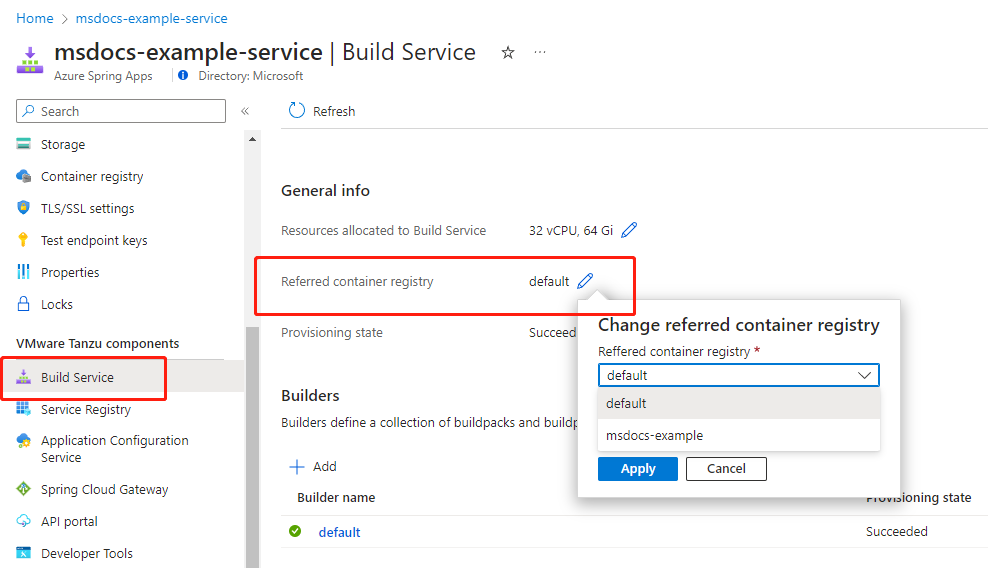 Home > msdocs-example-service
msdocs-example-service | Build Service
Azure Spring Apps
Directory: Microsoft
Search
Refresh
Storage
Container registry
TLS/SSL settings
Test endpoint keys
Properties
Locks
VMware Tanzu components
Build Service
Service Registry
Application Configuration
Service
Spring Cloud Gateway
API portal
Developer Tools
General info
Resources allocated to Build Service 32 vCPU, 64 Gi
Referred container registry default
Provisioning state Succeed
Change referred container registry
Reffered container registry *
default
default
msdocs-example
Apply Cancel
Builders
Builders define a collection of buildpacks and buildp
Add
Builder name Provisioning state
default Succeeded